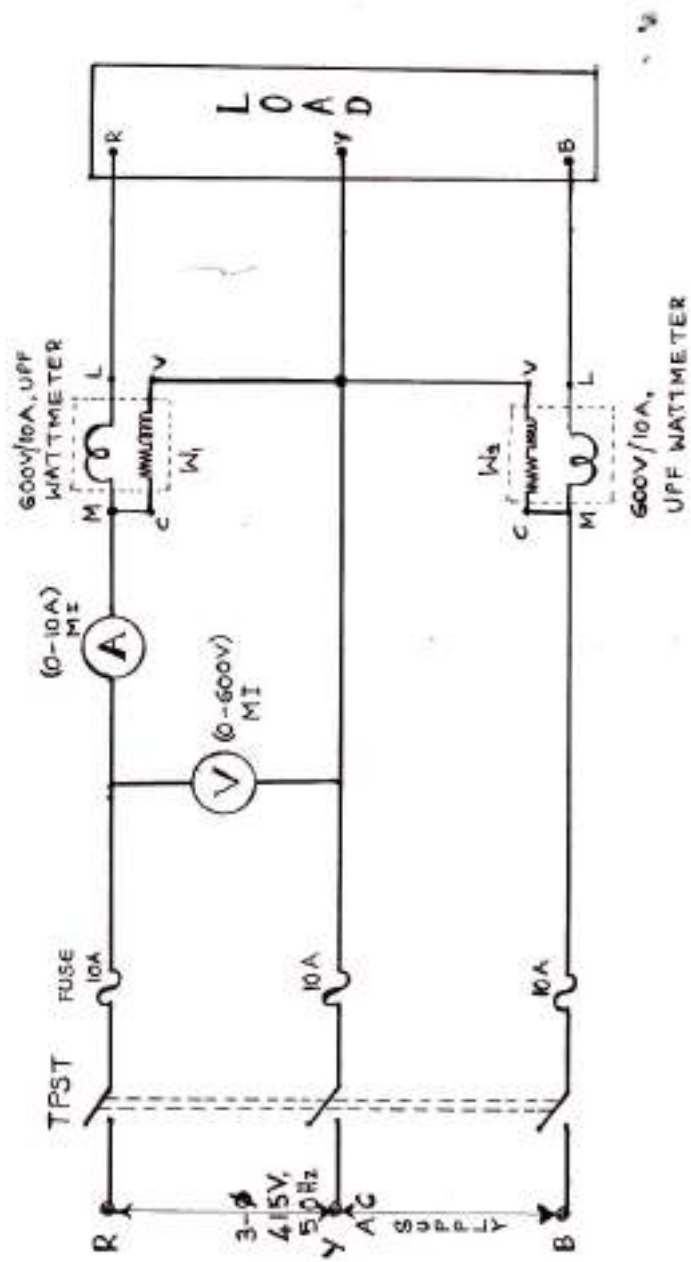 TPST
FUSE
10A
10A
10A
R
Y
B
3-ϕ
415V,
50Hz
AC
SUPPLY
(0-10A)
MI
A
(0-600V)
MI
V
600V/10A, UPF
WATTMETER
M
L
C
V
W1
W2
C
V
M
L
600V/10A,
UPF WATTMETER
R
Y
B
LOAD